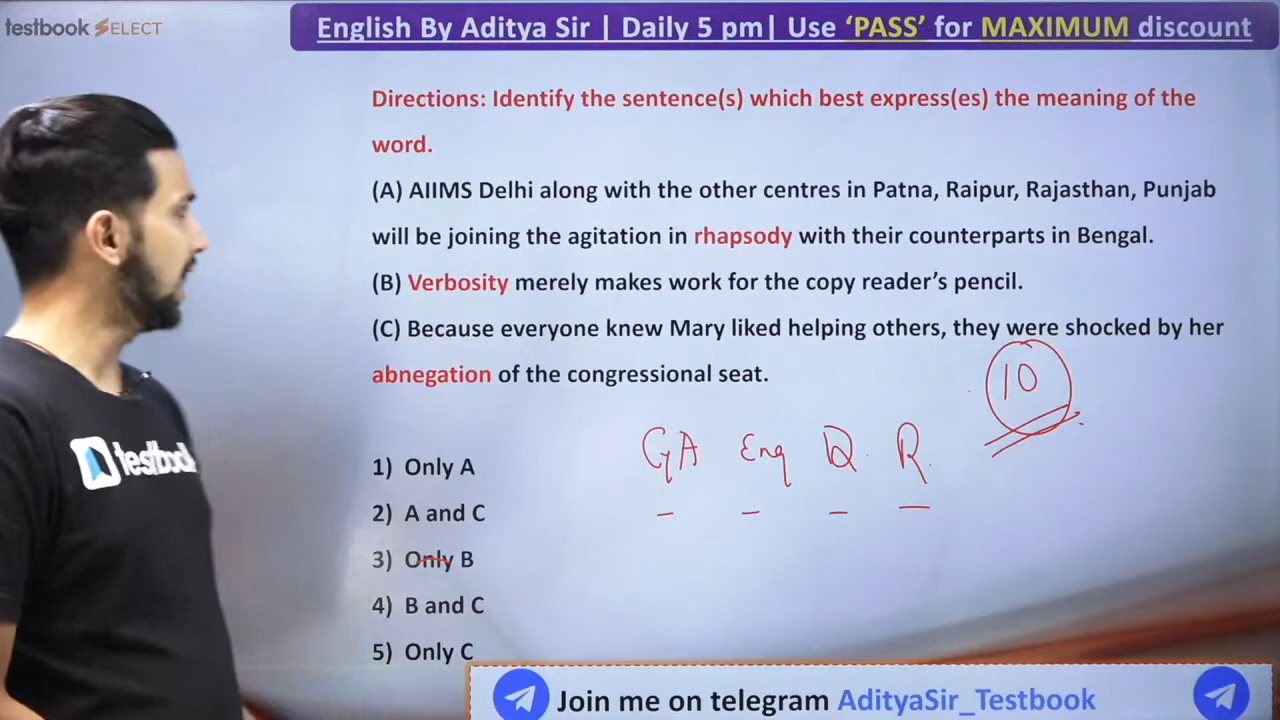 testbook SELECT
English By Aditya Sir | Daily 5 pm| Use ‘PASS’ for MAXIMUM discount
Directions: Identify the sentence(s) which best express(es) the meaning of the
word.
(A) AIIMS Delhi along with the other centres in Patna, Raipur, Rajasthan, Punjab
will be joining the agitation in rhapsody with their counterparts in Bengal.
(B) Verbosity merely makes work for the copy reader’s pencil.
(C) Because everyone knew Mary liked helping others, they were shocked by her
abnegation of the congressional seat.
10
GA Eng Q R
testbook
1) Only A
2) A and C
3) Only B
4) B and C
5) Only C
Join me on telegram AdityaSir_Testbook